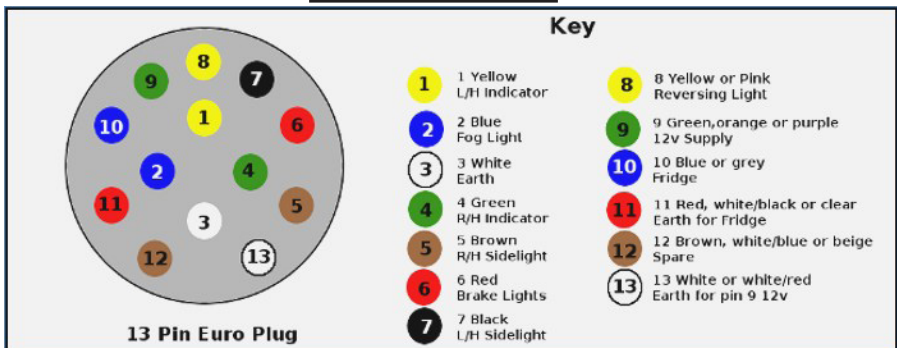 Key
8
7
9
1
10
6
2
4
11
5
3
12
13
13 Pin Euro Plug
1
1 Yellow
L/H Indicator
2
2 Blue
Fog Light
3
3 White
Earth
4
4 Green
R/H Indicator
5
5 Brown
R/H Sidelight
6
6 Red
Brake Lights
7
7 Black
L/H Sidelight
8
8 Yellow or Pink
Reversing Light
9
9 Green,orange or purple
12v Supply
10
10 Blue or grey
Fridge
11
11 Red, white/black or clear
Earth for Fridge
12
12 Brown, white/blue or beige
Spare
13
13 White or white/red
Earth for pin 9 12v